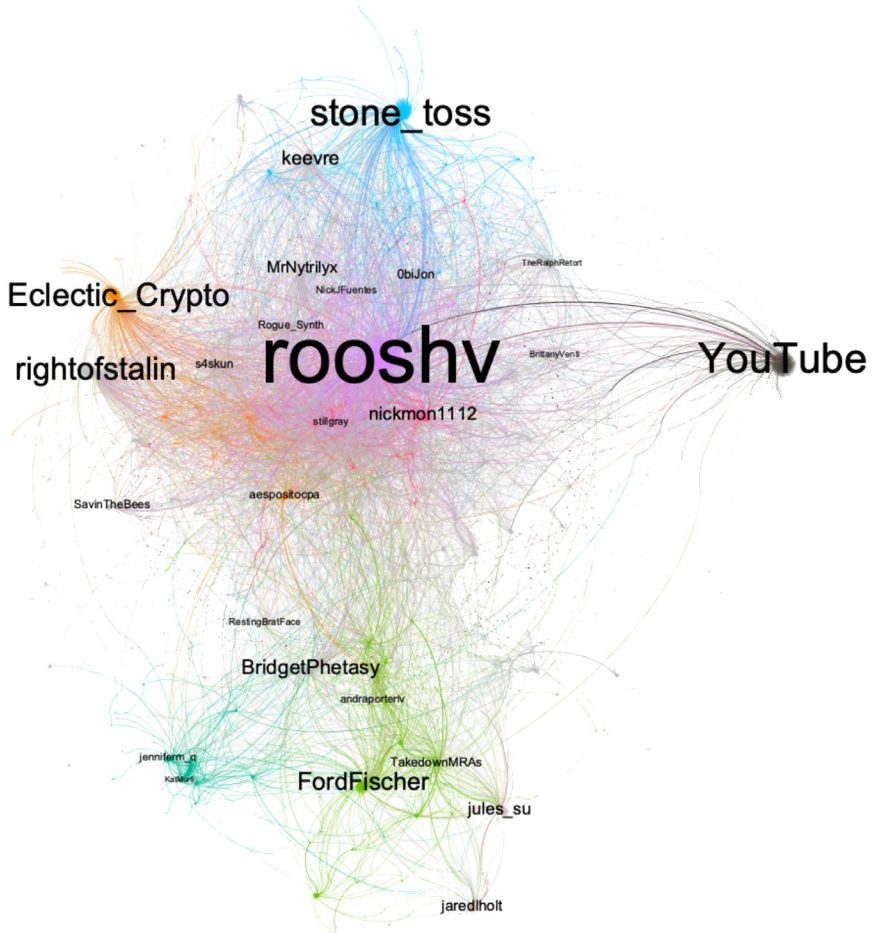 stone_toss
keevre
MrNytrilyx
0biJon
TheRalphRetort
NickJFuentes
Eclectic_Crypto
Rogue_Synth
rooshv
BrittanyVenti
YouTube
rightofstalin
s4skun
nickmon1112
stillgray
aespositocpa
SavinTheBees
RestingBratFace
BridgetPhetasy
andraporterlv
jenniferm_q
TakedownMRAs
FordFischer
jules_su
jaredlholt